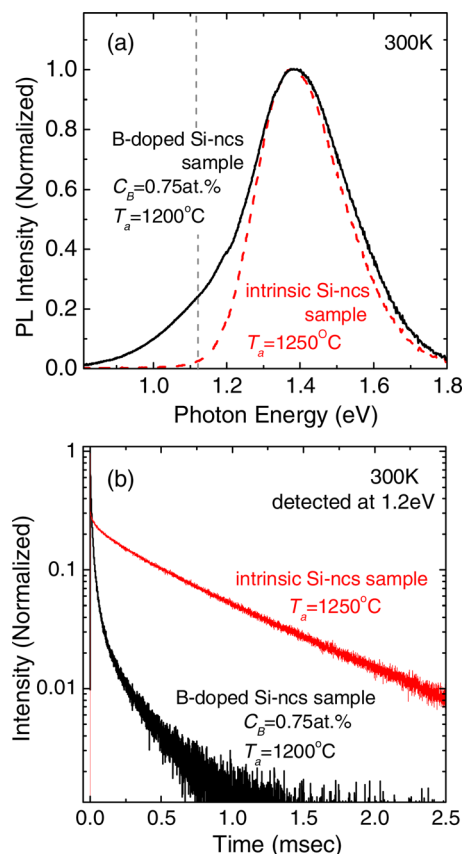 (a)
300K
1.0
0.8
0.6
0.4
0.2
0.0
PL Intensity (Normalized)
B-doped Si-ncs
sample
C_B=0.75at.%
T_a=1200°C
intrinsic Si-ncs
sample
T_a=1250°C
1.0 1.2 1.4 1.6 1.8
Photon Energy (eV)
(b)
300K
detected at 1.2eV
1
0.1
0.01
Intensity (Normalized)
intrinsic Si-ncs sample
T_a=1250°C
B-doped Si-ncs sample
C_B=0.75at.%
T_a=1200°C
0.0 0.5 1.0 1.5 2.0 2.5
Time (msec)